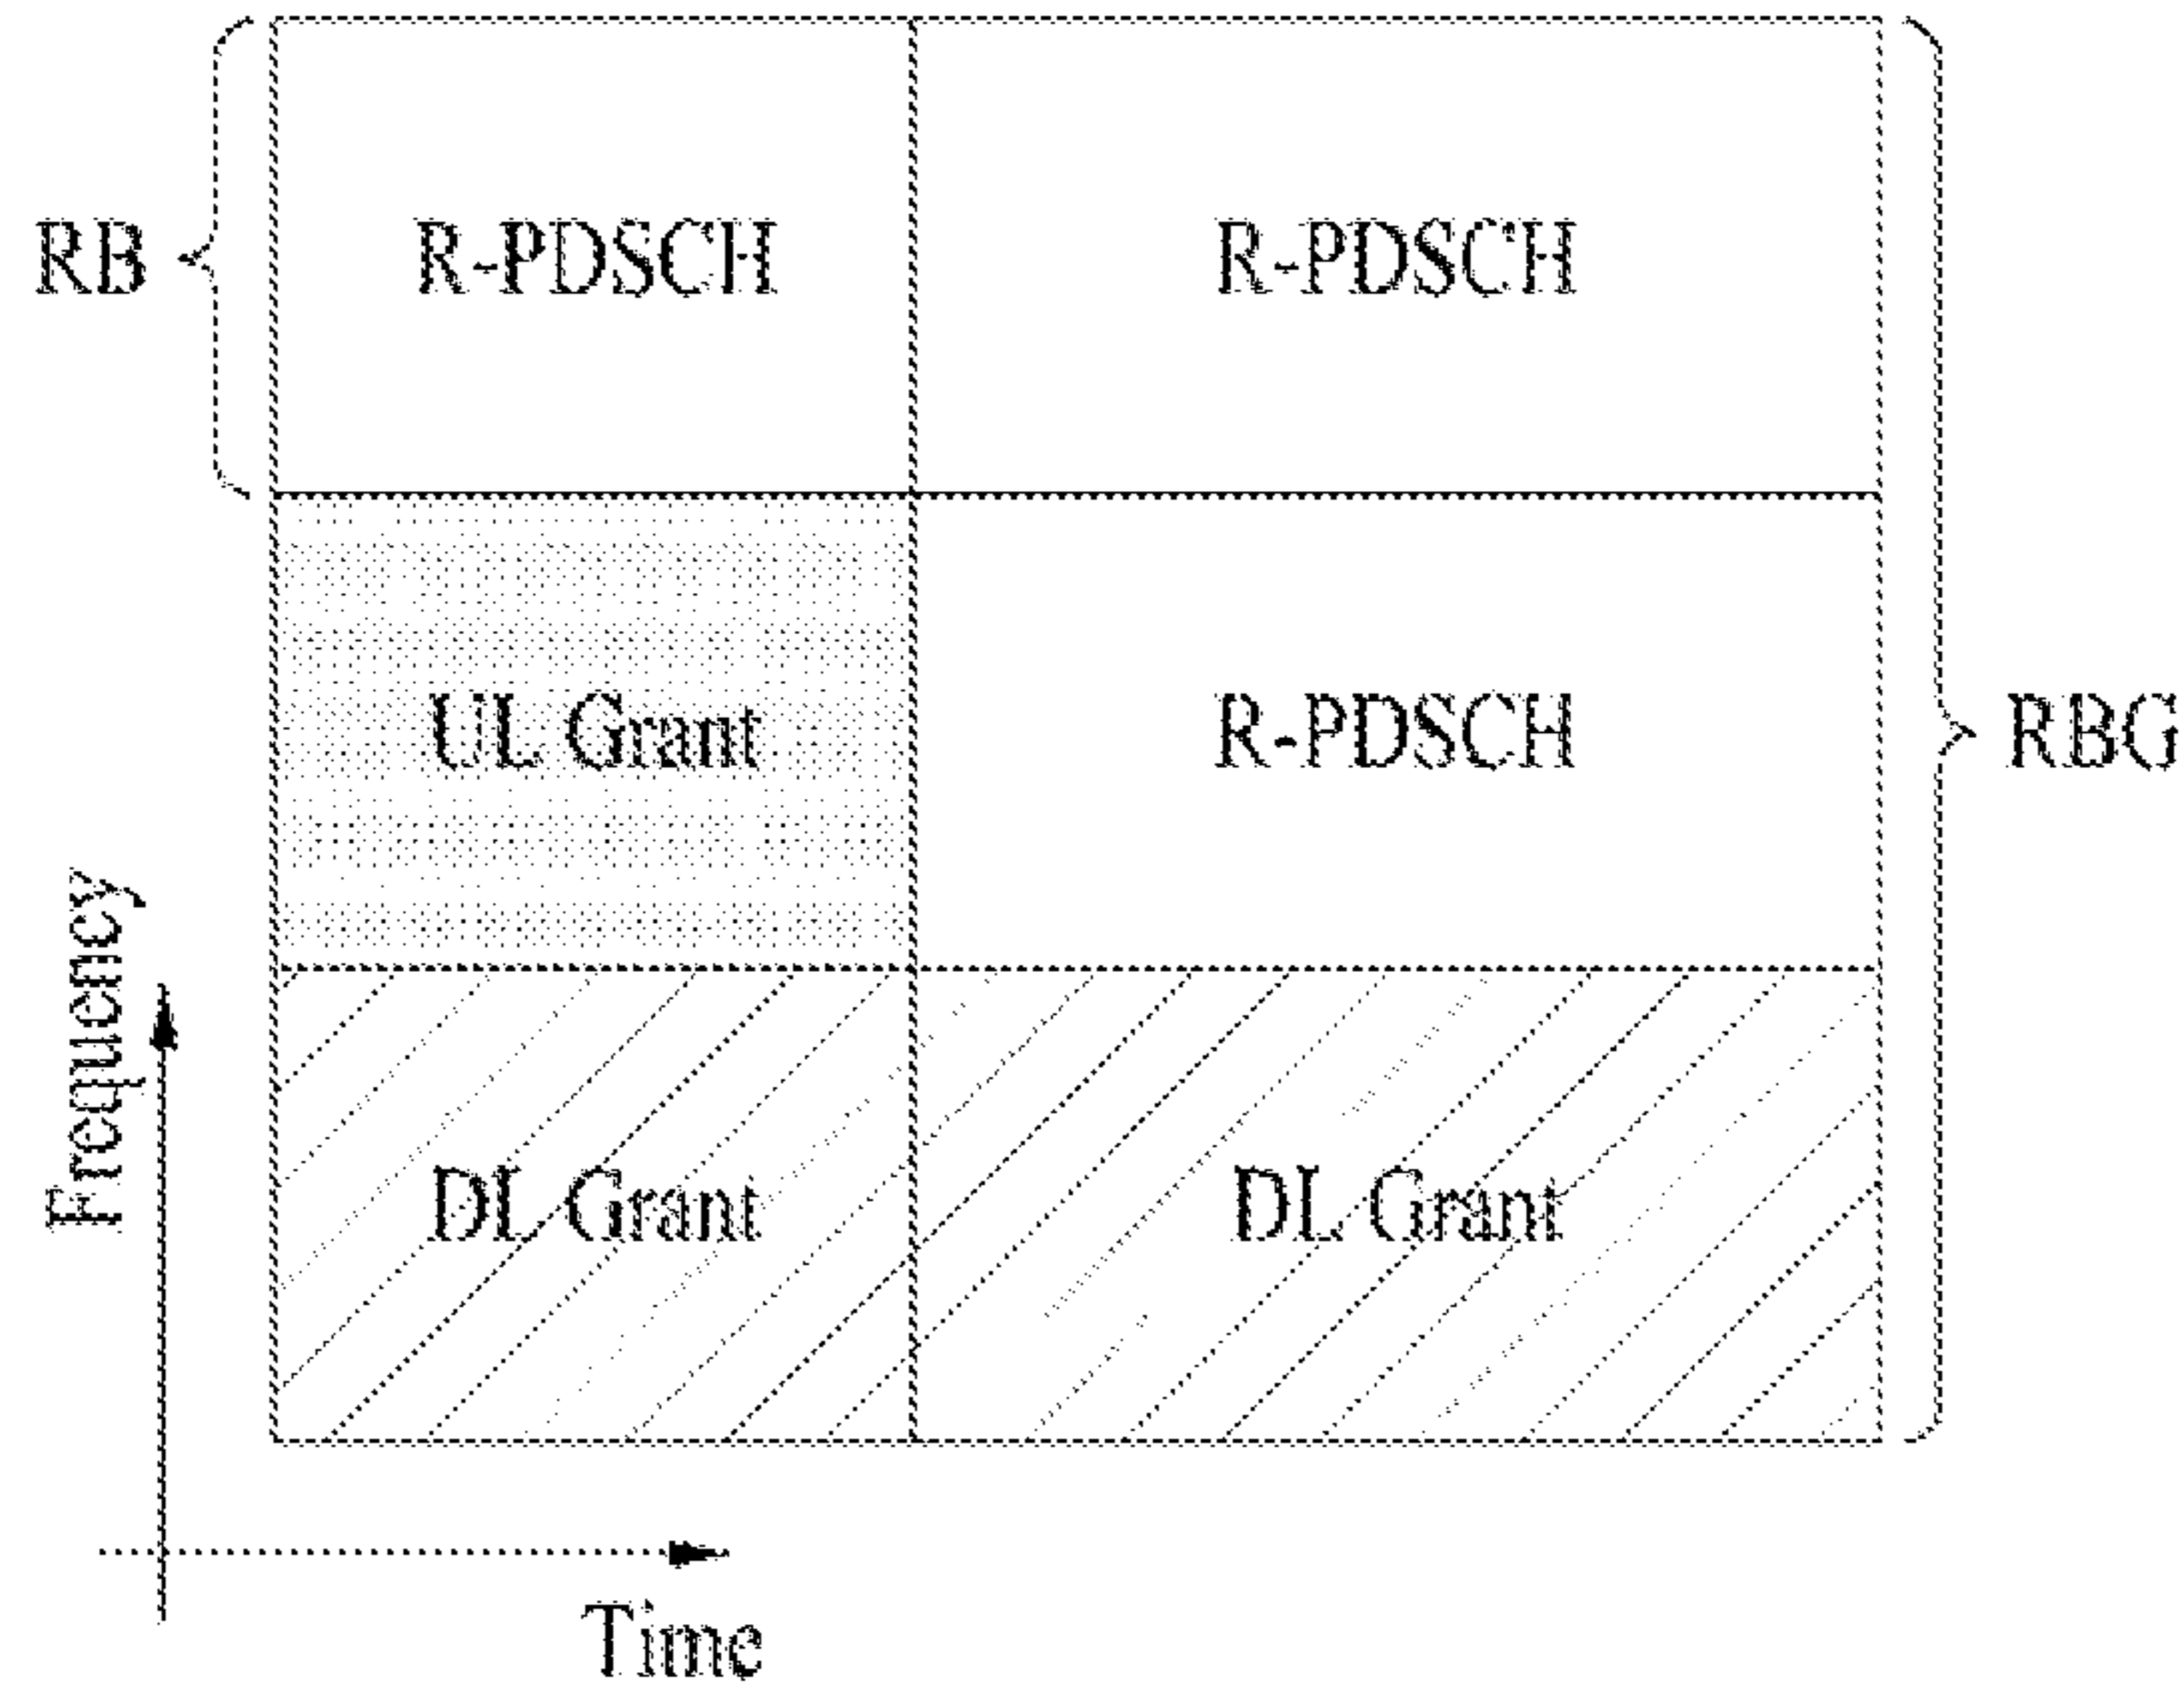 RB
R-PDSCH
R-PDSCH
UL Grant
R-PDSCH
RBG
DL Grant
DL Grant
Frequency
Time